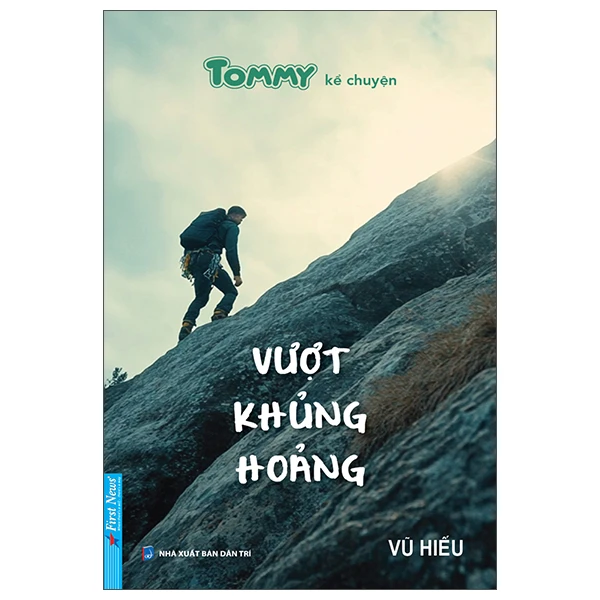 TOMMY kể chuyện
VƯỢT
KHỦNG
HOẢNG
First News
NHÀ XUẤT BẢN DÂN TRÍ
VŨ HIẾU